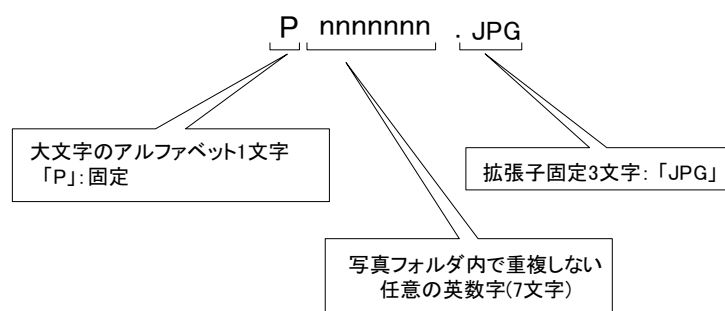 P nnnnnnn . JPG
大文字のアルファベット1文字
「P」:固定
拡張子固定3文字:「JPG」
写真フォルダ内で重複しない
任意の英数字(7文字)